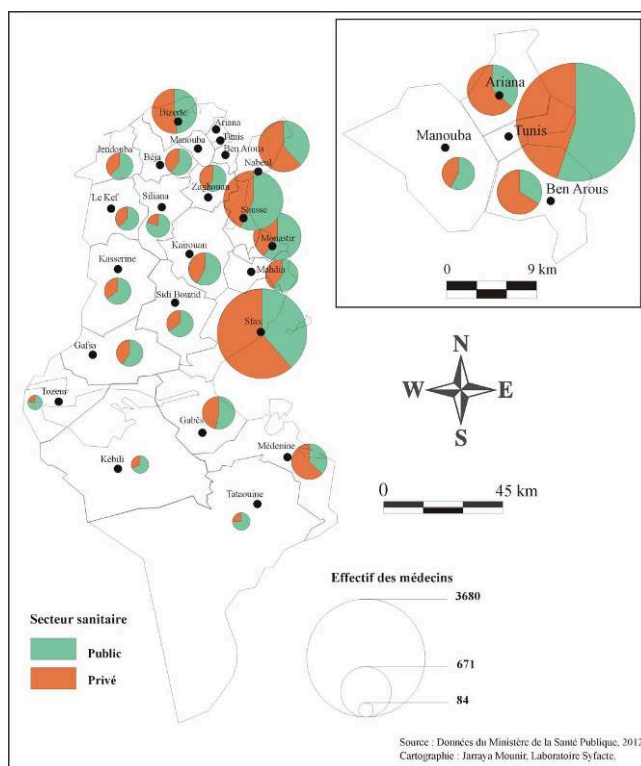 Bizerte
Ariana
Tunis
Manouba
Ben Arous
Jendouba
Béja
Nabeul
Zaghouan
Le Kef
Siliana
Sousse
Monastir
Kairouan
Mahdia
Kasserine
Sidi Bouzid
Sfax
Gafsa
Tozeur
Gabès
Médenine
Kébili
Tataouine
Ariana
Manouba
Tunis
Ben Arous
0 9 km
N
W E
S
0 45 km
Effectif des médecins
3680
671
84
Secteur sanitaire
Public
Privé
Source : Données du Ministère de la Santé Publique, 2012
Cartographie : Jarraya Mounir, Laboratoire Syfacte.